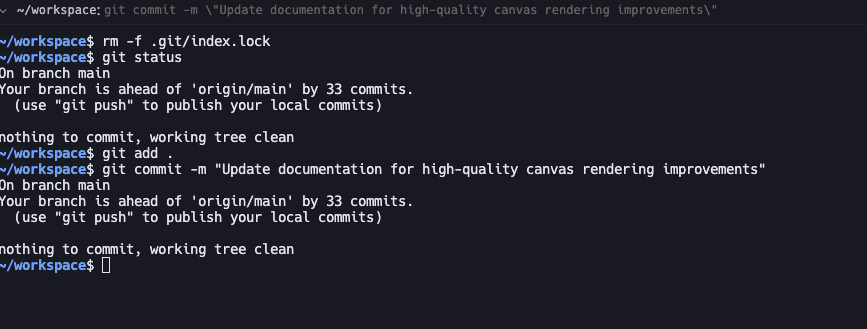 ~/workspace: git commit -m \"Update documentation for high-quality canvas rendering improvements\"
~/workspace$ rm -f .git/index.lock
~/workspace$ git status
On branch main
Your branch is ahead of 'origin/main' by 33 commits.
  (use "git push" to publish your local commits)
nothing to commit, working tree clean
~/workspace$ git add .
~/workspace$ git commit -m "Update documentation for high-quality canvas rendering improvements"
On branch main
Your branch is ahead of 'origin/main' by 33 commits.
  (use "git push" to publish your local commits)
nothing to commit, working tree clean
~/workspace$